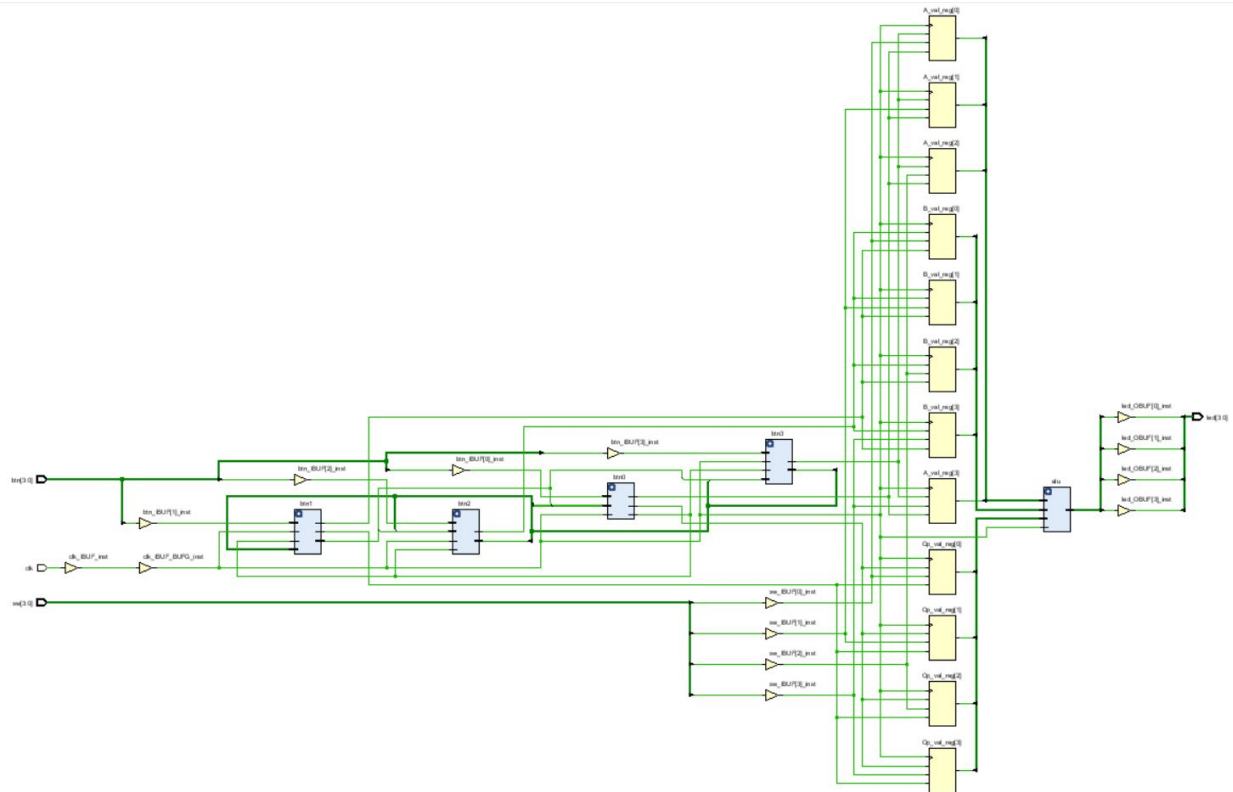 A_val_reg[0]
A_val_reg[1]
A_val_reg[2]
B_val_reg[0]
B_val_reg[1]
B_val_reg[2]
B_val_reg[3]
A_val_reg[3]
Op_val_reg[0]
Op_val_reg[1]
Op_val_reg[2]
Op_val_reg[3]
btn[3:0]
clk
sw[3:0]
btn_IBUF[2]_inst
btn_IBUF[1]_inst
btn_IBUF[0]_inst
btn_IBUF[3]_inst
btn1
btn2
btn0
btn3
clk_IBUF_inst
clk_IBUF_BUFG_inst
sw_IBUF[0]_inst
sw_IBUF[1]_inst
sw_IBUF[2]_inst
sw_IBUF[3]_inst
alu
led_OBUF[0]_inst
led_OBUF[1]_inst
led_OBUF[2]_inst
led_OBUF[3]_inst
led[3:0]